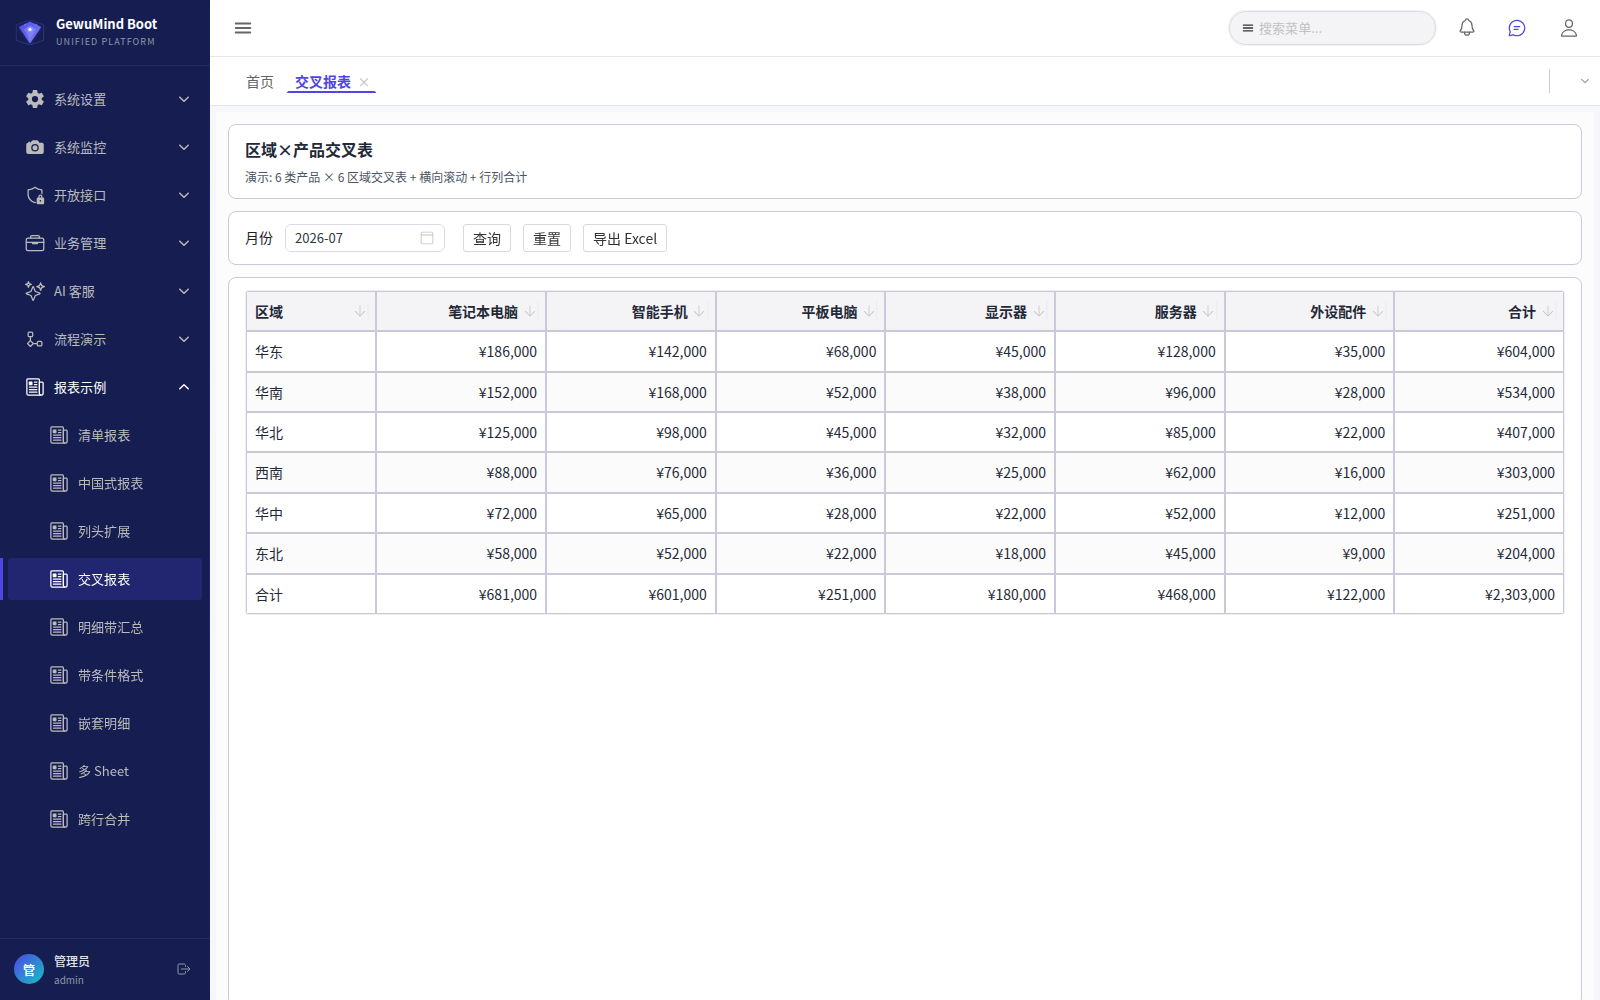 GewuMind Boot
UNIFIED PLATFORM
系统设置
系统监控
开放接口
业务管理
AI 客服
流程演示
报表示例
清单报表
中国式报表
列头扩展
交叉报表
明细带汇总
带条件格式
嵌套明细
多 Sheet
跨行合并
管 管理员
admin
搜索菜单...
首页 交叉报表
区域×产品交叉表
演示: 6 类产品 × 6 区域交叉表 + 横向滚动 + 行列合计
月份 2026-07 查询 重置 导出 Excel
区域 笔记本电脑 智能手机 平板电脑 显示器 服务器 外设配件 合计
华东 ¥186,000 ¥142,000 ¥68,000 ¥45,000 ¥128,000 ¥35,000 ¥604,000
华南 ¥152,000 ¥168,000 ¥52,000 ¥38,000 ¥96,000 ¥28,000 ¥534,000
华北 ¥125,000 ¥98,000 ¥45,000 ¥32,000 ¥85,000 ¥22,000 ¥407,000
西南 ¥88,000 ¥76,000 ¥36,000 ¥25,000 ¥62,000 ¥16,000 ¥303,000
华中 ¥72,000 ¥65,000 ¥28,000 ¥22,000 ¥52,000 ¥12,000 ¥251,000
东北 ¥58,000 ¥52,000 ¥22,000 ¥18,000 ¥45,000 ¥9,000 ¥204,000
合计 ¥681,000 ¥601,000 ¥251,000 ¥180,000 ¥468,000 ¥122,000 ¥2,303,000